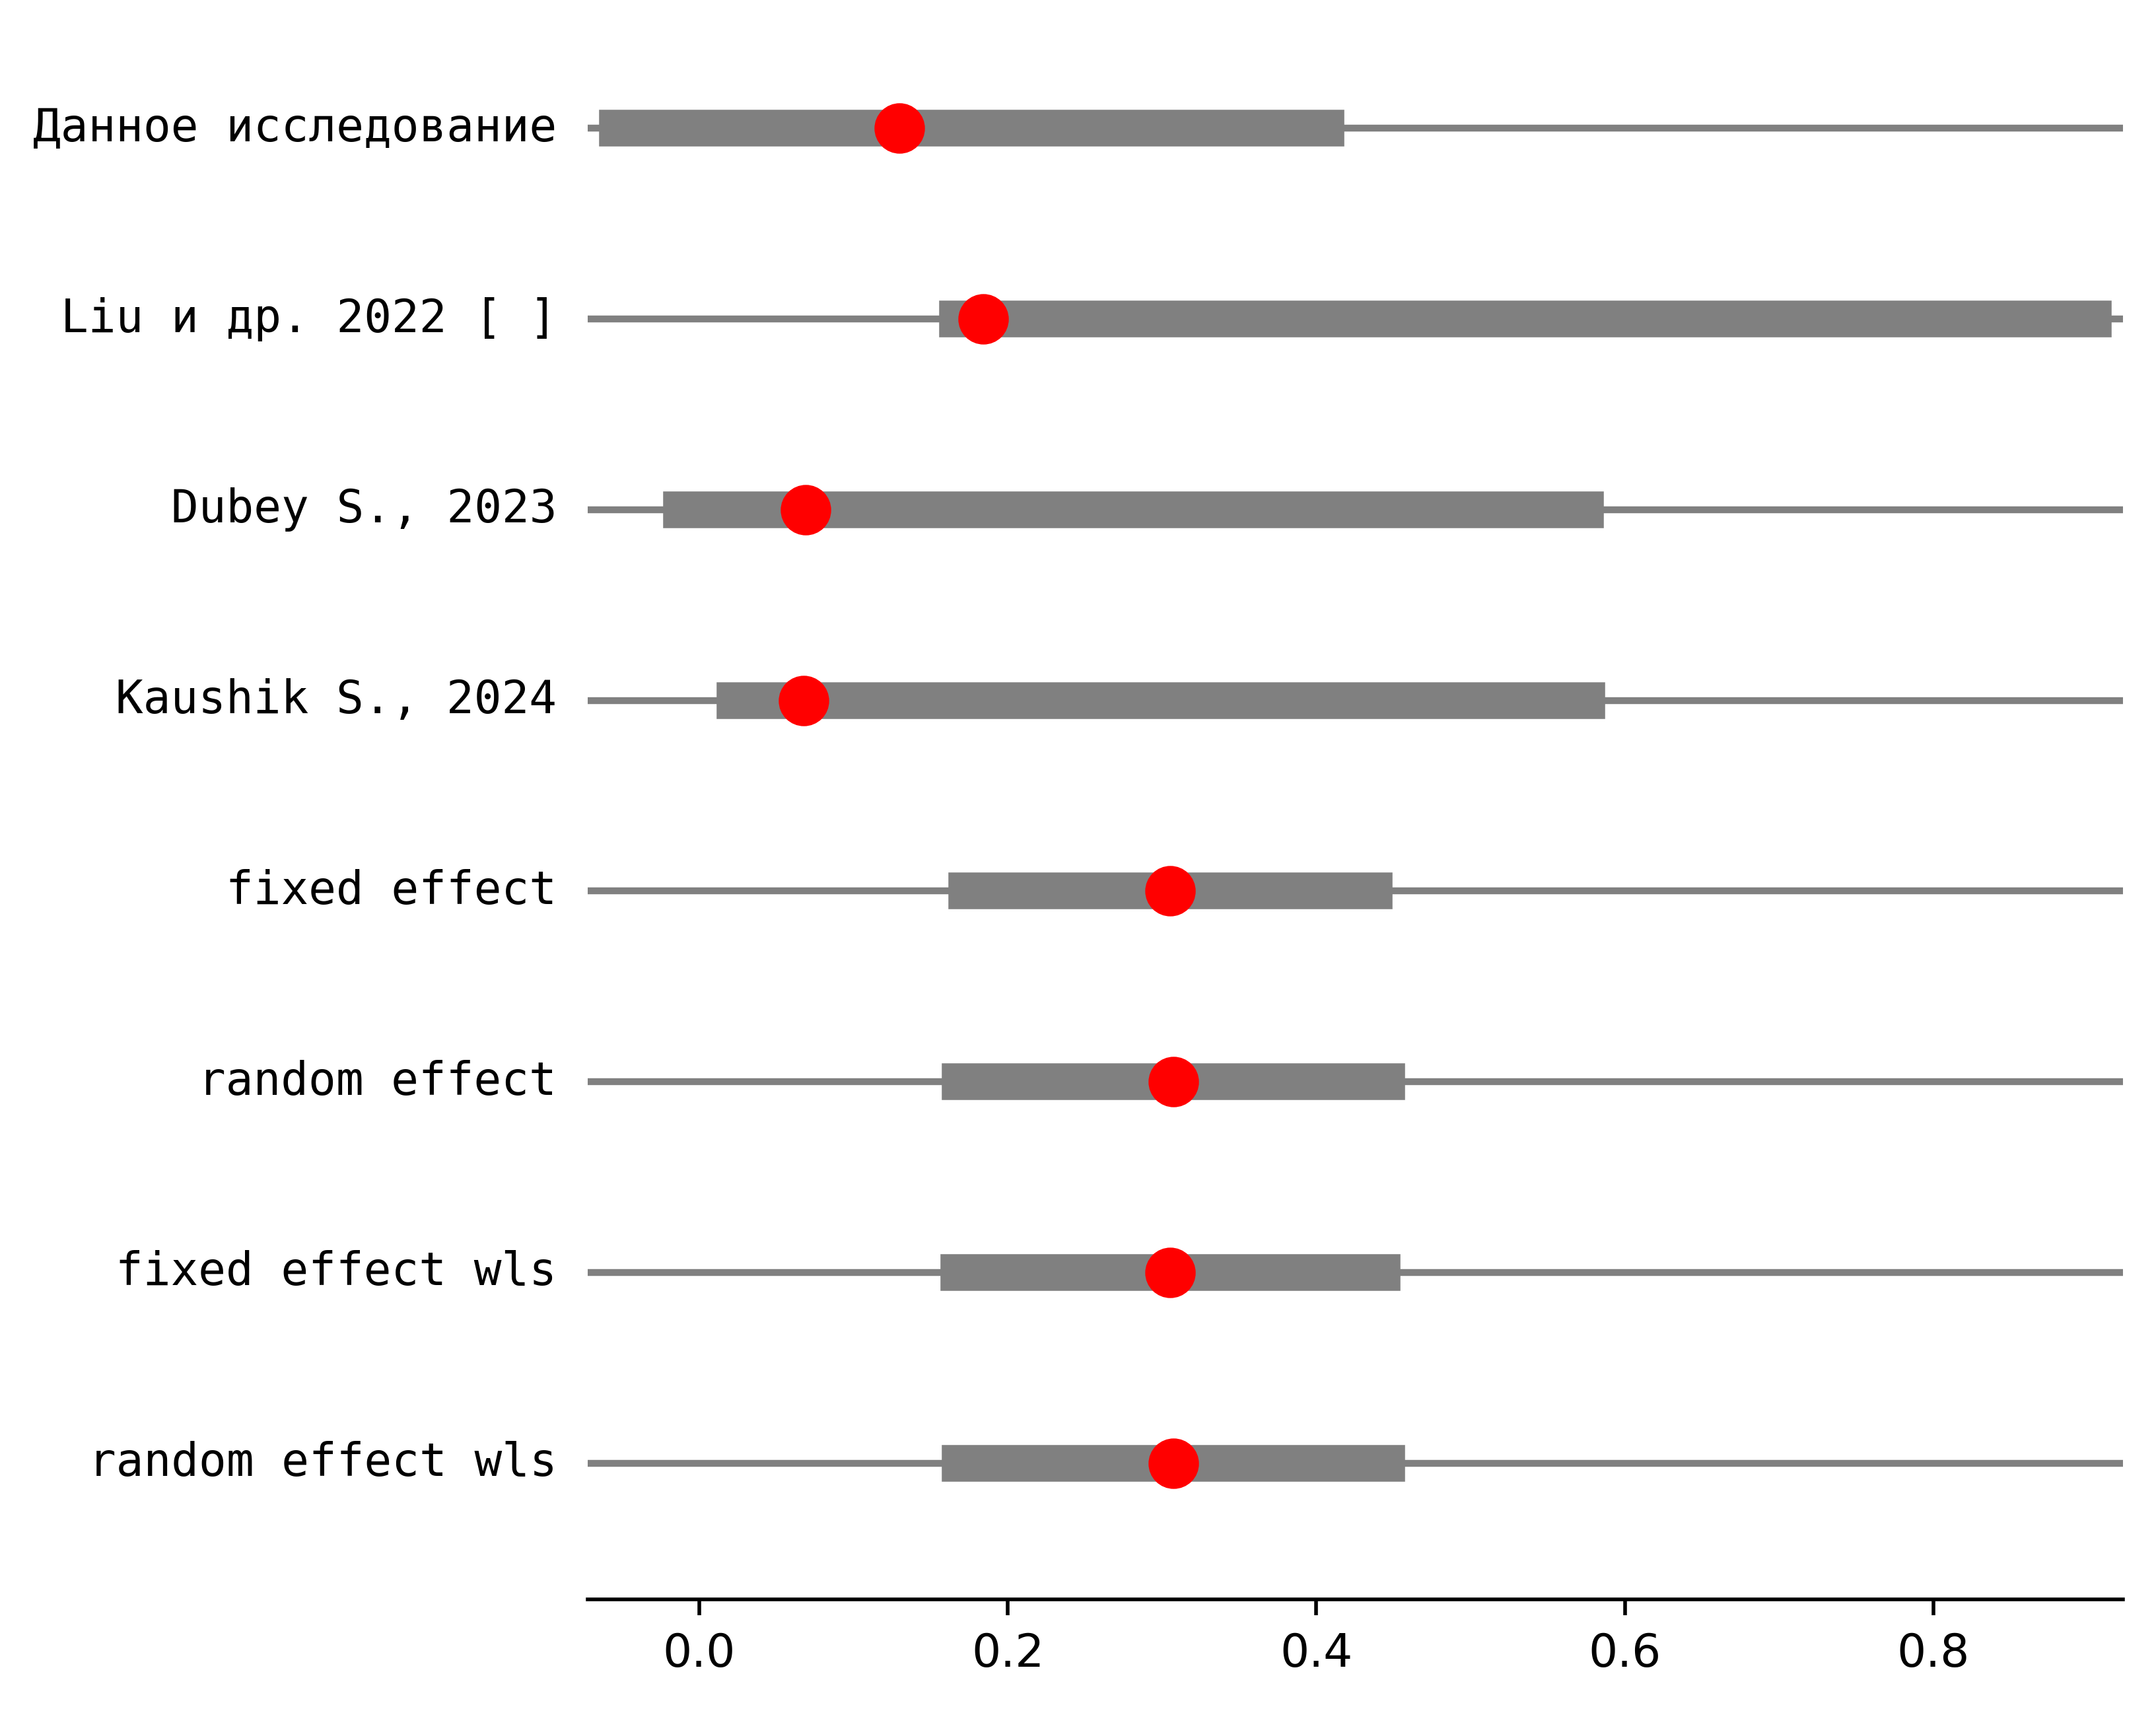 Данное исследование
Liu и др. 2022 [ ]
Dubey S., 2023
Kaushik S., 2024
fixed effect
random effect
fixed effect wls
random effect wls
0.0 0.2 0.4 0.6 0.8